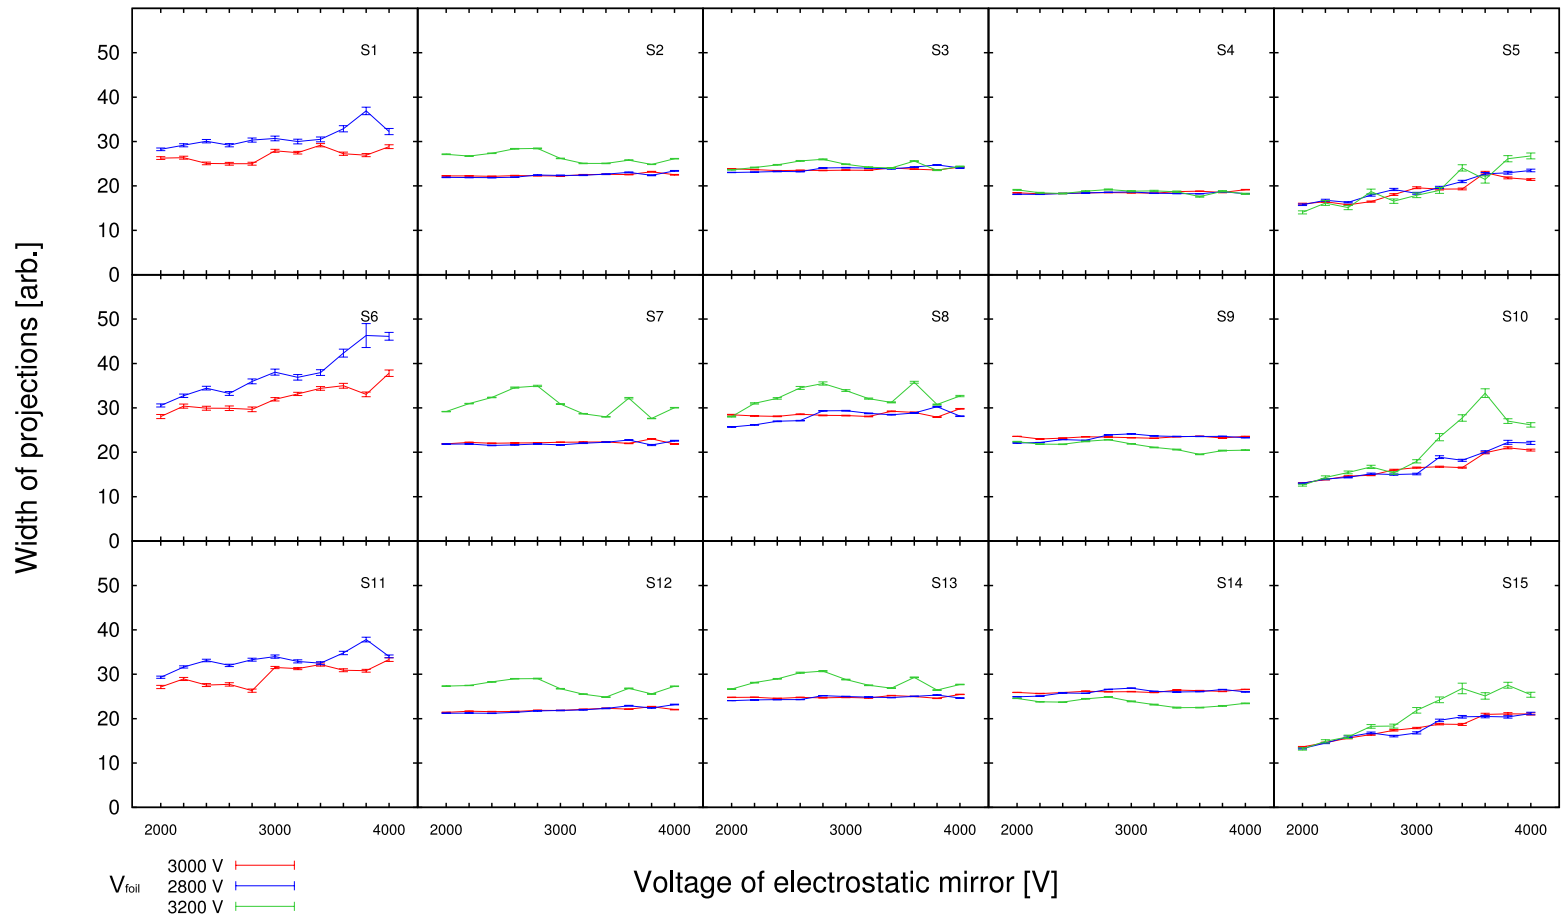 S1 S2 S3 S4 S5
50
40
30
20
10
0
S6 S7 S8 S9 S10
50
40
30
20
10
0
S11 S12 S13 S14 S15
50
40
30
20
10
0
Width of projections [arb.]
2000 3000 4000 2000 3000 4000 2000 3000 4000 2000 3000 4000 2000 3000 4000
Voltage of electrostatic mirror [V]
Vfoil
3000 V
2800 V
3200 V